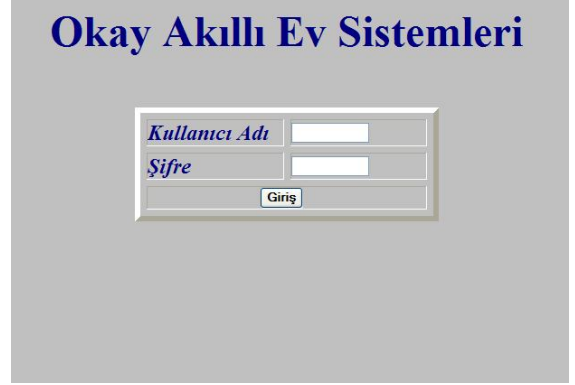 Okay Akıllı Ev Sistemleri
Kullanıcı Adı
Şifre
Giriş